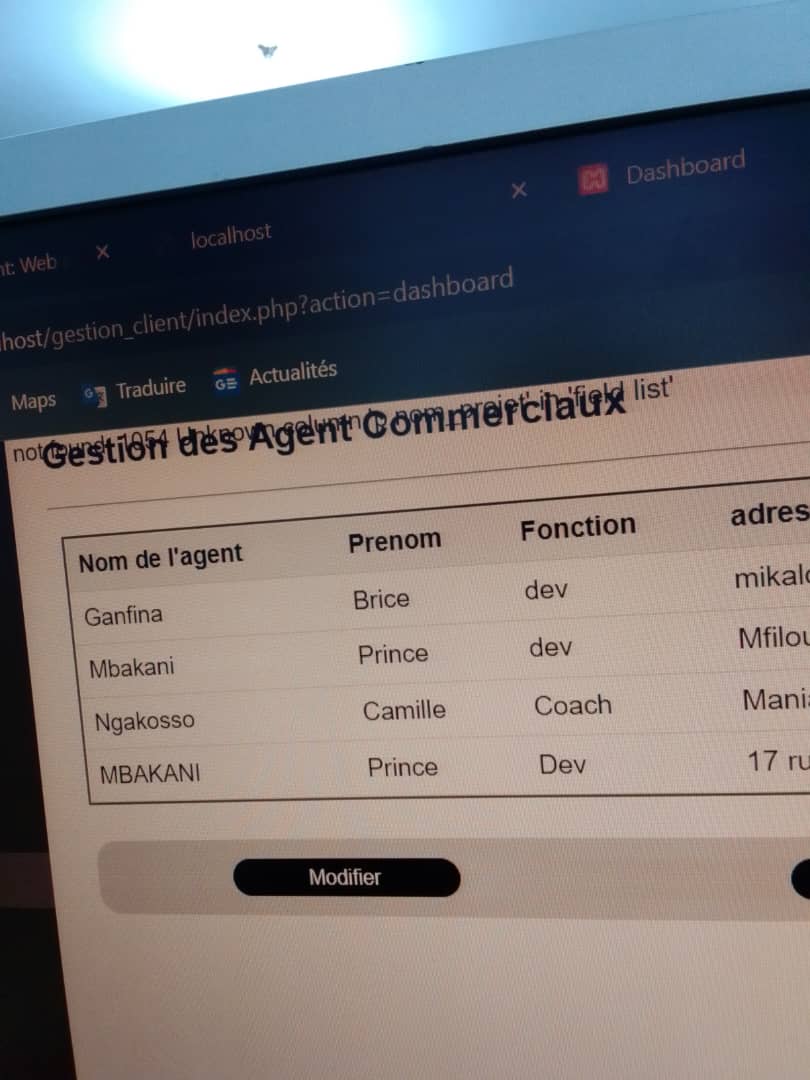 Dashboard
localhost
nt: Web
host/gestion_client/index.php?action=dashboard
Maps Traduire Actualités
not found: 1054 Unknown column 'nom_projet' in 'field list'
Gestion des Agent Commerciaux
Nom de l'agent Prenom Fonction adres
Ganfina Brice dev mikalo
Mbakani Prince dev Mfilou
Ngakosso Camille Coach Mani
MBAKANI Prince Dev 17 ru
Modifier